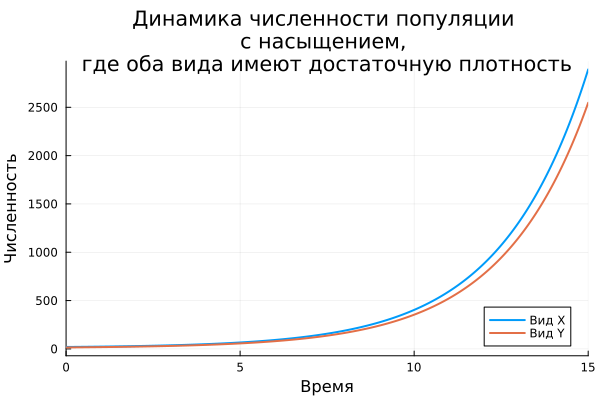 Динамика численности популяции
с насыщением,
где оба вида имеют достаточную плотность
Численность
2500
2000
1500
1000
500
0
0
5
10
15
Время
Вид X
Вид Y